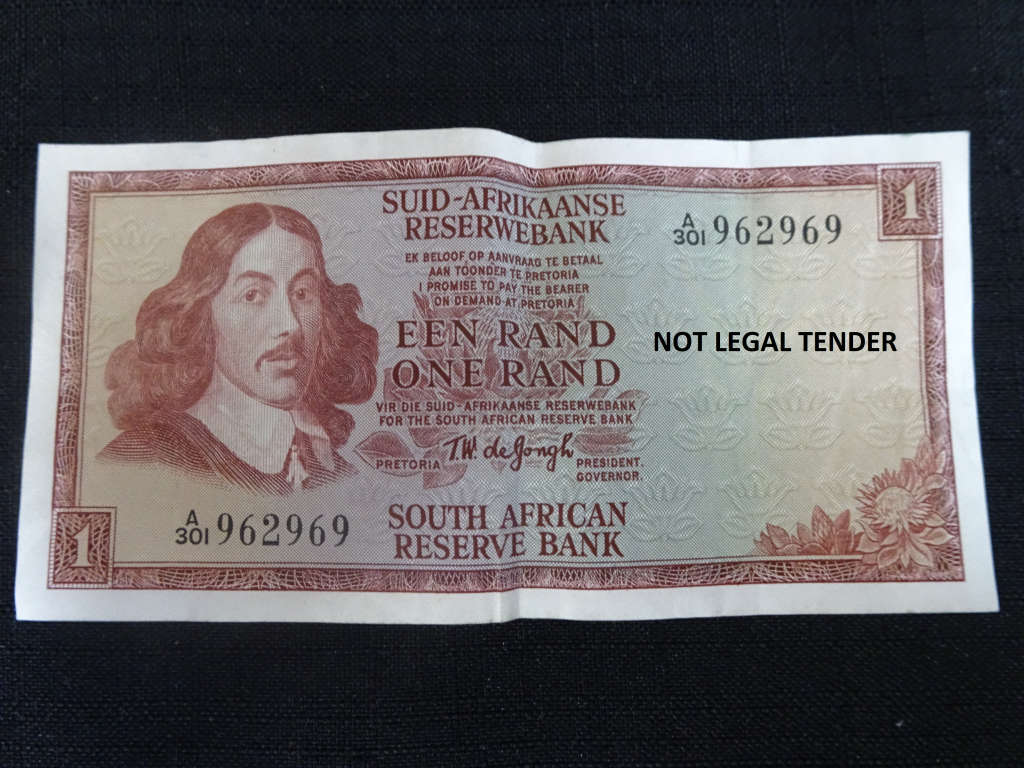 1
SUID-AFRIKAANSE
RESERWEBANK
A/301 962969
EK BELOOF OP AANVRAAG TE BETAAL
AAN TOONDER TE PRETORIA
I PROMISE TO PAY THE BEARER
ON DEMAND AT PRETORIA
EEN RAND
ONE RAND
NOT LEGAL TENDER
VIR DIE SUID-AFRIKAANSE RESERWEBANK
FOR THE SOUTH AFRICAN RESERVE BANK
T.W. de Jongh
PRETORIA
PRESIDENT.
GOVERNOR.
A/301 962969
SOUTH AFRICAN
RESERVE BANK
1